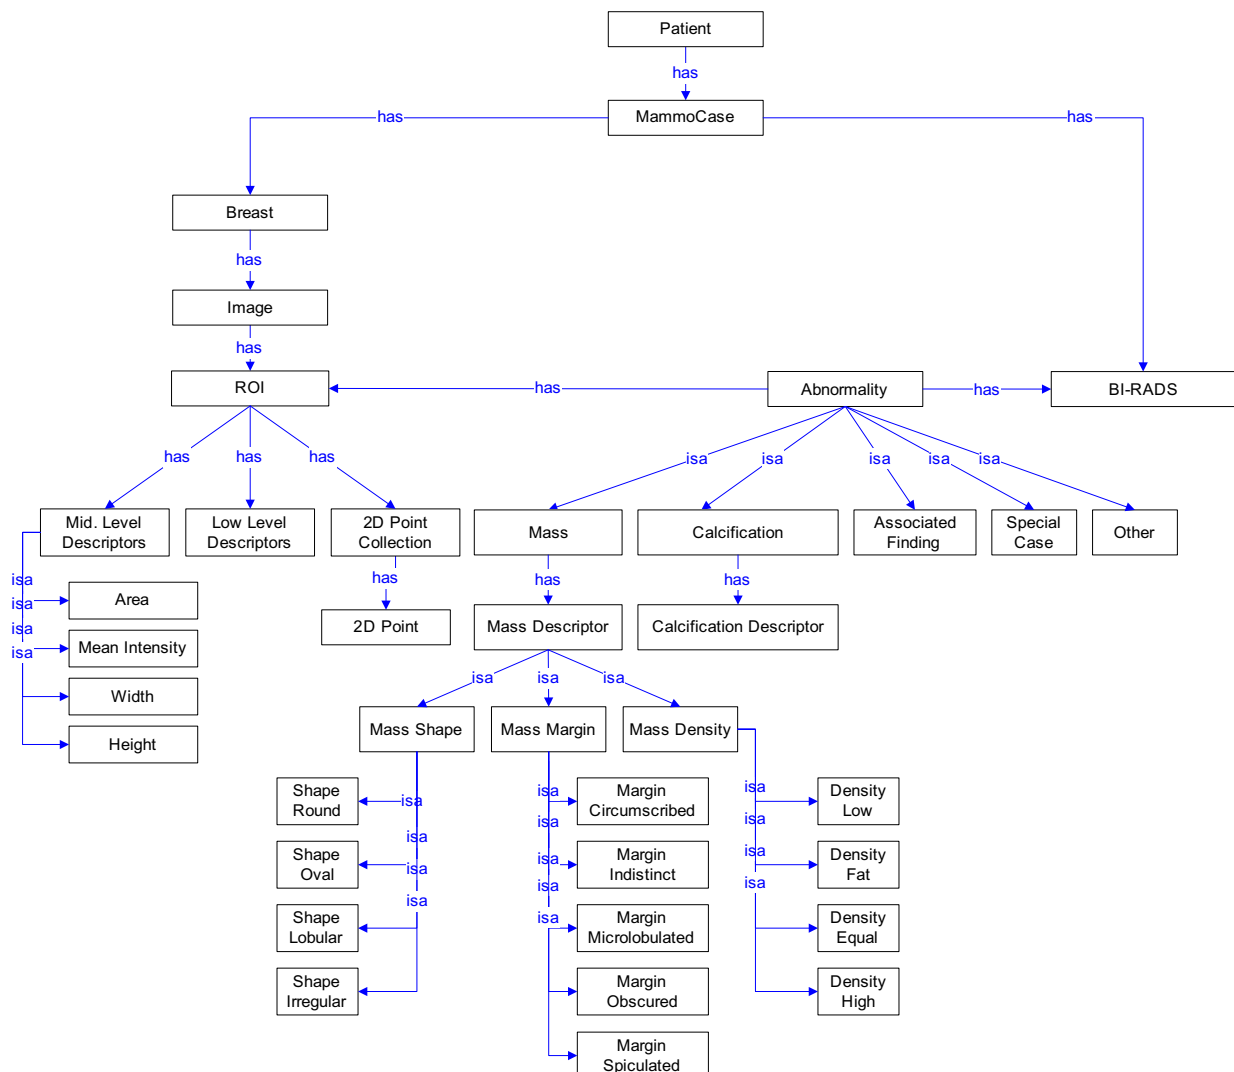 Patient
has
MammoCase
has
has
Breast
has
Image
has
ROI
has
Abnormality
has
BI-RADS
has
has
has
isa
isa
isa
isa
isa
Mid. Level
Descriptors
Low Level
Descriptors
2D Point
Collection
Mass
Calcification
Associated
Finding
Special
Case
Other
isa
isa
isa
isa
has
has
has
Area
Mean Intensity
Width
Height
2D Point
Mass Descriptor
Calcification Descriptor
isa
isa
isa
Mass Shape
Mass Margin
Mass Density
isa
isa
isa
isa
Shape
Round
Shape
Oval
Shape
Lobular
Shape
Irregular
isa
isa
isa
isa
isa
Margin
Circumscribed
Margin
Indistinct
Margin
Microlobulated
Margin
Obscured
Margin
Spiculated
isa
isa
isa
isa
Density
Low
Density
Fat
Density
Equal
Density
High